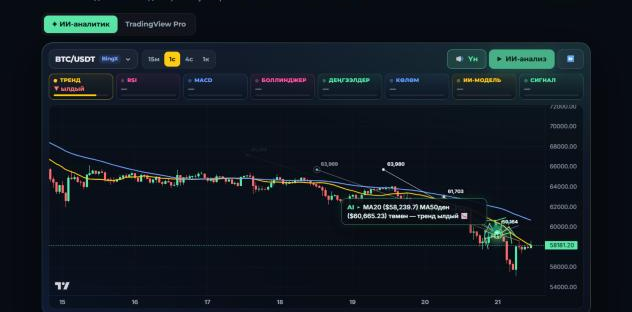 + ИИ-аналитик TradingView Pro
BTC/USDT BingX 15м 1с 4с 1к Үн ИИ-анализ
ТРЕНД RSI MACD БОЛЛИНДЖЕР ДЕҢГЭЭЛДЕР КӨЛӨМ ИИ-МОДЕЛЬ СИГНАЛ
▼ ылдый — — — — — — —
72000.00
70000.00
68000.00
66000.00
64000.00
62000.00
60000.00
58181.20
56000.00
54000.00
63,969
63,980
61,703
AI • MA20 ($58,239.7) MA50ден
($60,665.23) төмөн — тренд ылдый
15 16 17 18 19 20 21